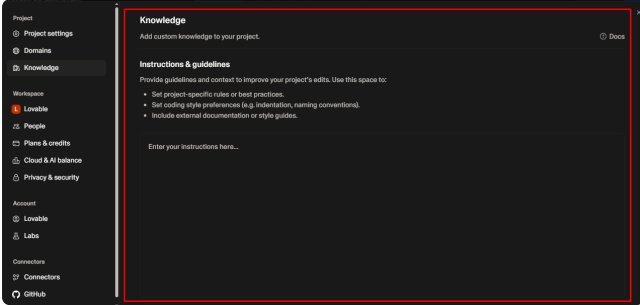 Project
Project settings
Domains
Knowledge
Workspace
L Lovable
People
Plans & credits
Cloud & AI balance
Privacy & security
Account
Lovable
Labs
Connectors
Connectors
GitHub
Knowledge
Add custom knowledge to your project.
Docs
Instructions & guidelines
Provide guidelines and context to improve your project's edits. Use this space to:
• Set project-specific rules or best practices.
• Set coding style preferences (e.g. indentation, naming conventions).
• Include external documentation or style guides.
Enter your instructions here...